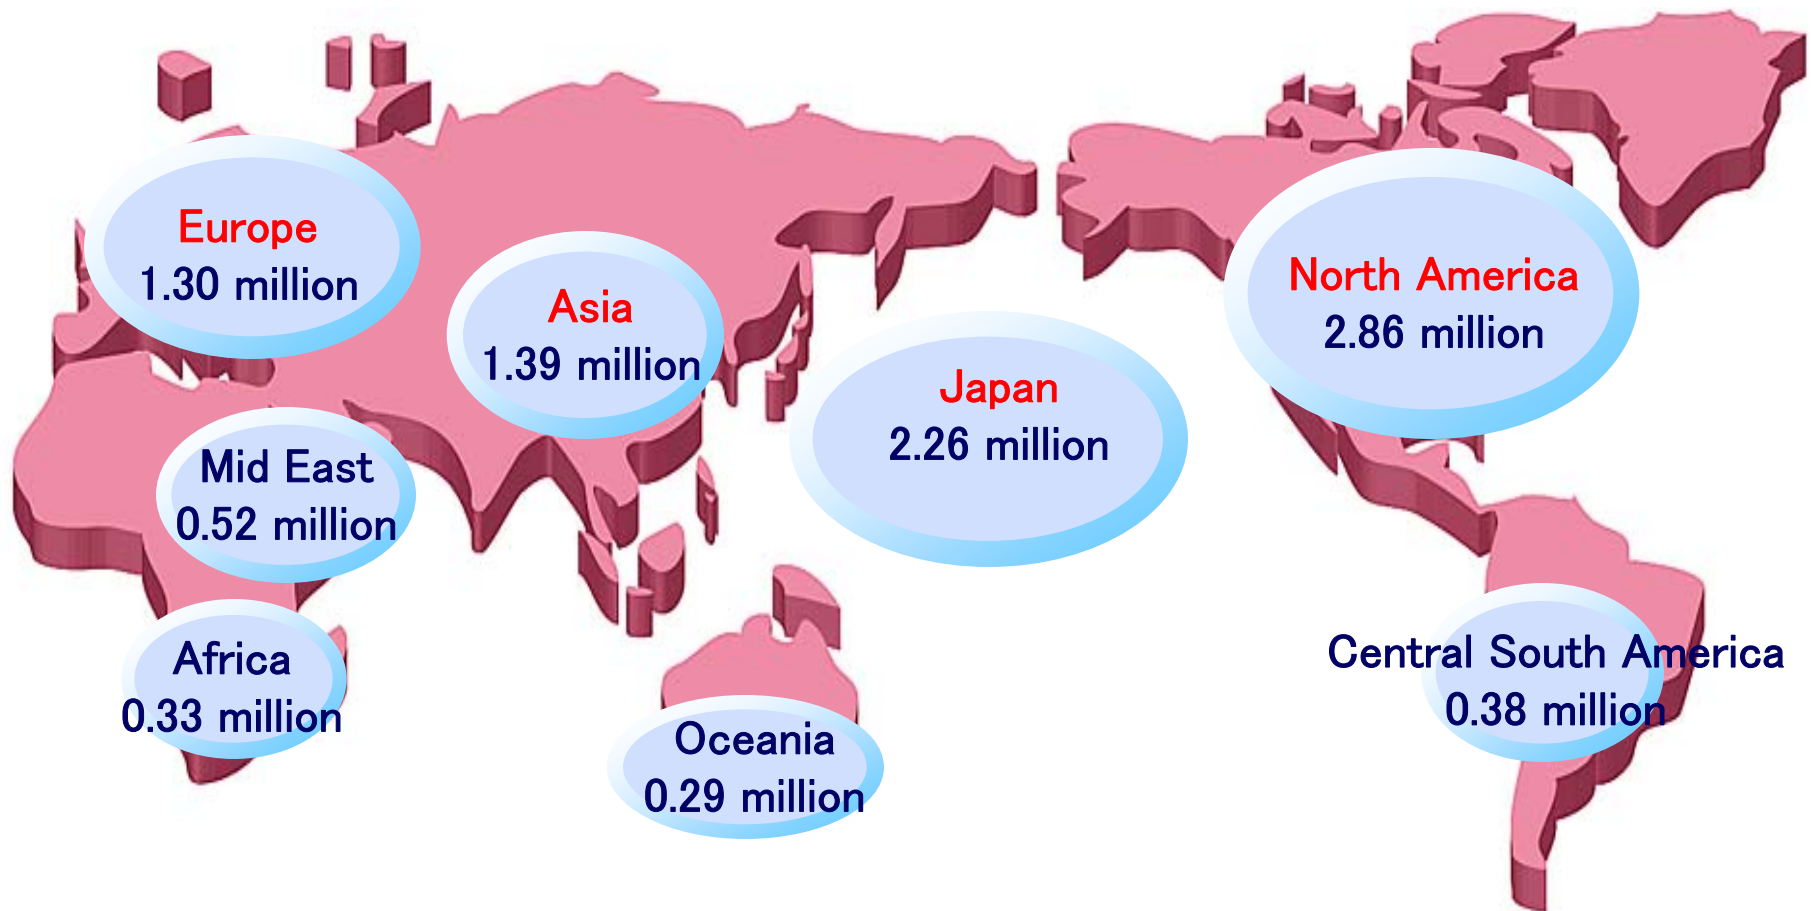 Europe
1.30 million
Asia
1.39 million
North America
2.86 million
Japan
2.26 million
Mid East
0.52 million
Africa
0.33 million
Oceania
0.29 million
Central South America
0.38 million